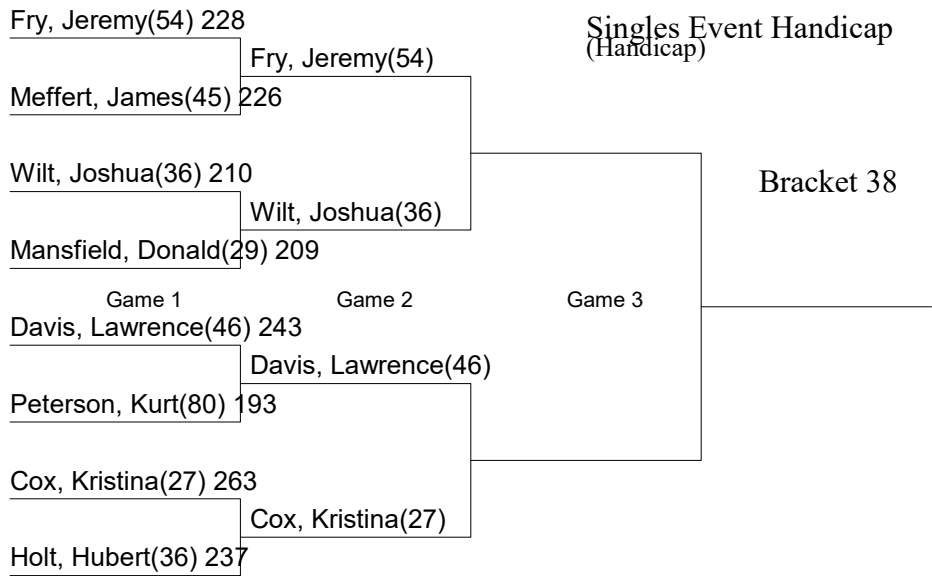 Fry, Jeremy(54) 228
Singles Event Handicap
(Handicap)
Fry, Jeremy(54)
Meffert, James(45) 226
Wilt, Joshua(36) 210
Bracket 38
Wilt, Joshua(36)
Mansfield, Donald(29) 209
Game 1
Game 2
Game 3
Davis, Lawrence(46) 243
Davis, Lawrence(46)
Peterson, Kurt(80) 193
Cox, Kristina(27) 263
Cox, Kristina(27)
Holt, Hubert(36) 237